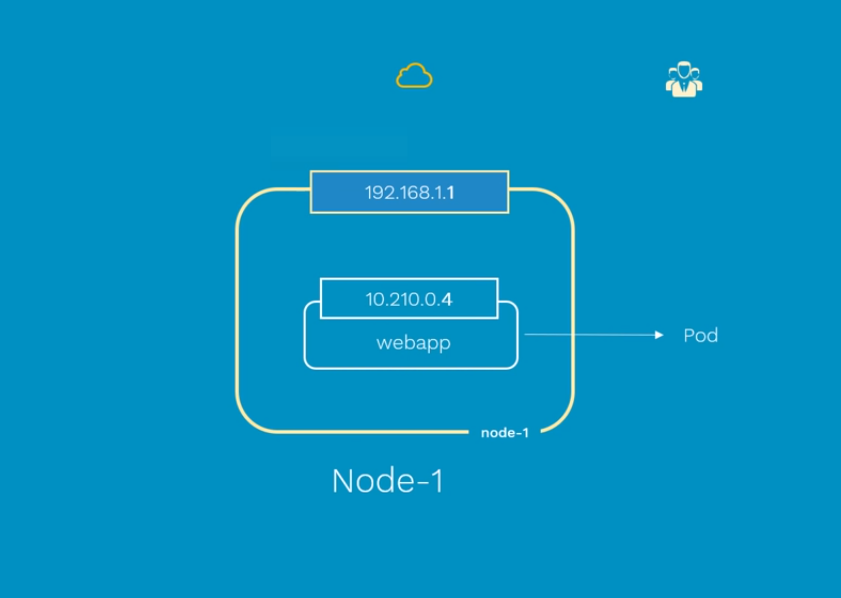 192.168.1.1
10.210.0.4
webapp
Pod
node-1
Node-1